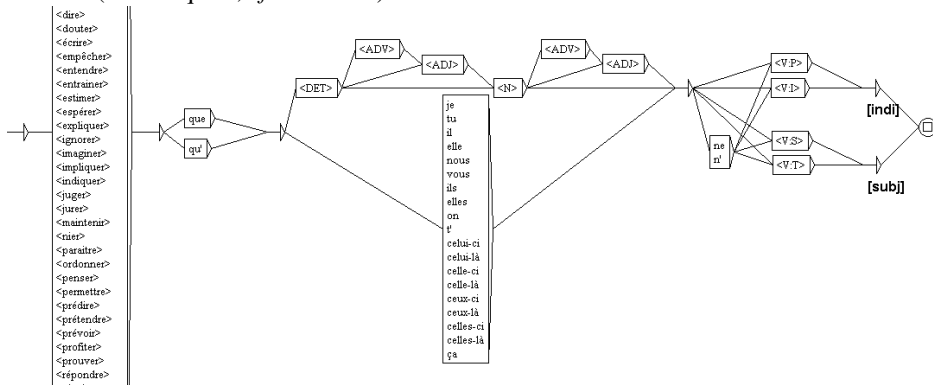 <dire>
<douter>
<écrire>
<empêcher>
<entendre>
<entrainer>
<estimer>
<espérer>
<expliquer>
<ignorer>
<imaginer>
<impliquer>
<indiquer>
<juger>
<jurer>
<maintenir>
<nier>
<paraitre>
<ordonner>
<penser>
<permettre>
<prédire>
<prétendre>
<prévoir>
<profiter>
<prouver>
<répondre>
que
qu'
<DET>
<ADV>
<ADJ>
<N>
<ADV>
<ADJ>
je
tu
il
elle
nous
vous
ils
elles
on
t'
celui-ci
celui-là
celle-ci
celle-là
ceux-ci
ceux-là
celles-ci
celles-là
ça
ne
n'
<V:P>
<V:I>
<V:S>
<V:T>
[indi]
[subj]